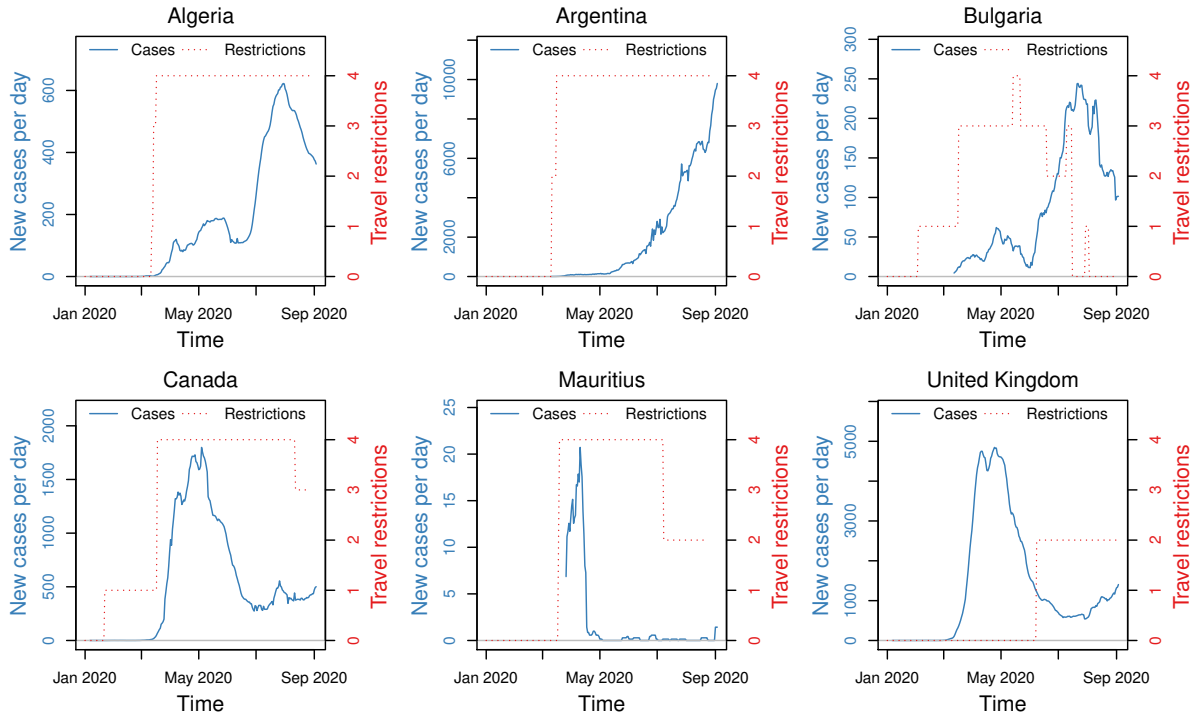 Algeria
Cases Restrictions
New cases per day
0 200 400 600
Travel restrictions
0 1 2 3 4
Jan 2020 May 2020 Sep 2020
Time
Argentina
Cases Restrictions
New cases per day
0 2000 6000 10000
Travel restrictions
0 1 2 3 4
Jan 2020 May 2020 Sep 2020
Time
Bulgaria
Cases Restrictions
New cases per day
0 50 100 150 200 250 300
Travel restrictions
0 1 2 3 4
Jan 2020 May 2020 Sep 2020
Time
Canada
Cases Restrictions
New cases per day
0 500 1000 1500 2000
Travel restrictions
0 1 2 3 4
Jan 2020 May 2020 Sep 2020
Time
Mauritius
Cases Restrictions
New cases per day
0 5 10 15 20 25
Travel restrictions
0 1 2 3 4
Jan 2020 May 2020 Sep 2020
Time
United Kingdom
Cases Restrictions
New cases per day
0 1000 3000 5000
Travel restrictions
0 1 2 3 4
Jan 2020 May 2020 Sep 2020
Time